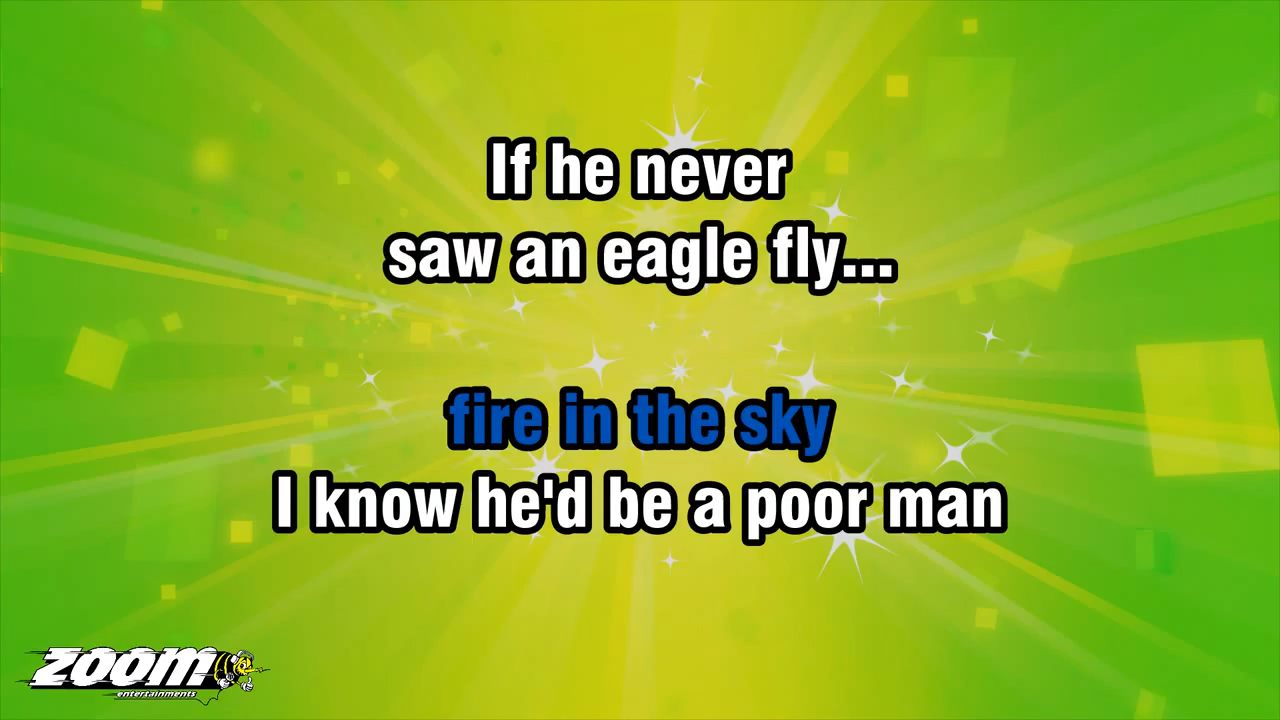 If he never
saw an eagle fly...
fire in the sky
I know he'd be a poor man
ZOOM
entertainments